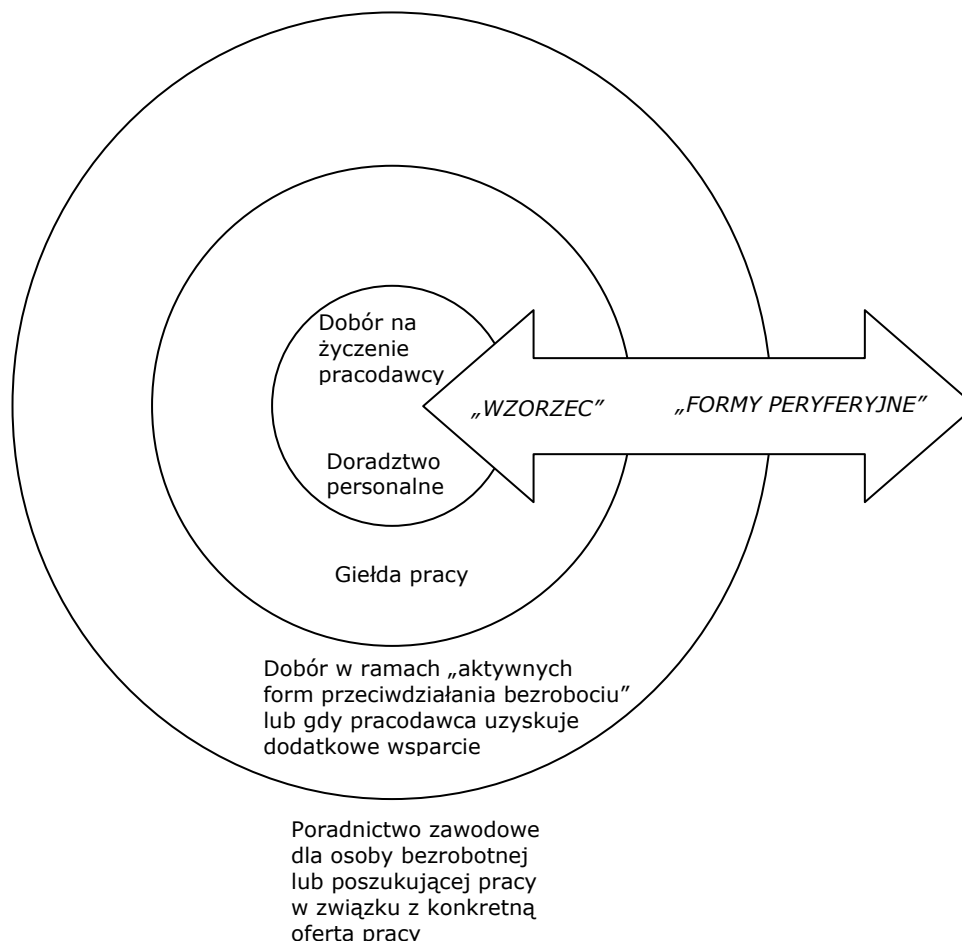 Dobór na
życzenie
pracodawcy
„WZORZEC”
„FORMY PERYFERYJNE”
Doradztwo
personalne
Giełda pracy
Dobór w ramach „aktywnych
form przeciwdziałania bezrobociu”
lub gdy pracodawca uzyskuje
dodatkowe wsparcie
Poradnictwo zawodowe
dla osoby bezrobotnej
lub poszukującej pracy
w związku z konkretną
ofertą pracy